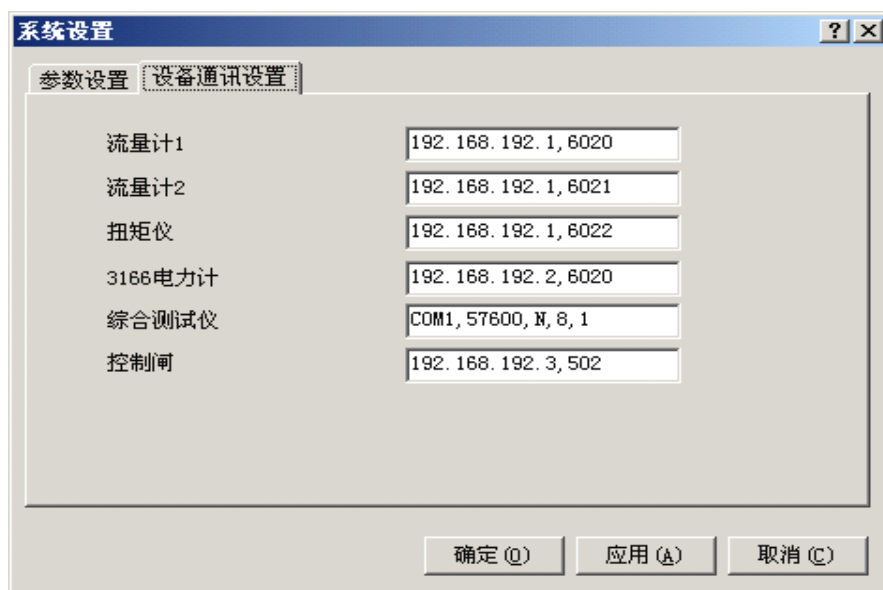 系统设置
参数设置 设备通讯设置
流量计1 192.168.192.1,6020
流量计2 192.168.192.1,6021
扭矩仪 192.168.192.1,6022
3166电力计 192.168.192.2,6020
综合测试仪 COM1,57600,N,8,1
控制闸 192.168.192.3,502
确定(O) 应用(A) 取消(C)